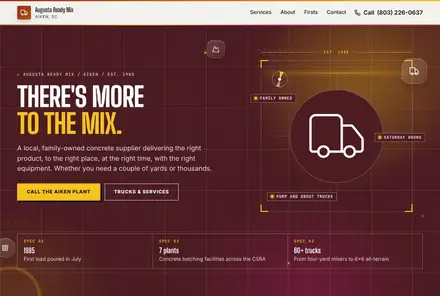 Augusta Ready Mix
AIKEN, SC
Services About Firsts Contact Call (803) 226-0637
AUGUSTA READY MIX / AIKEN / EST. 1985
THERE'S MORE
TO THE MIX.
A local, family-owned concrete supplier delivering the right
product, to the right place, at the right time, with the right
equipment. Whether you need a couple of yards or thousands.
CALL THE AIKEN PLANT
TRUCKS & SERVICES
EST 1985
FAMILY OWNED
SATURDAY HOURS
PUMP AND GROUT TRUCKS
SPEC 01
1985
First load poured in July
SPEC 02
7 plants
Concrete batching facilities across the CSRA
SPEC 03
60+ trucks
From four-yard mixers to 6×6 all-terrain